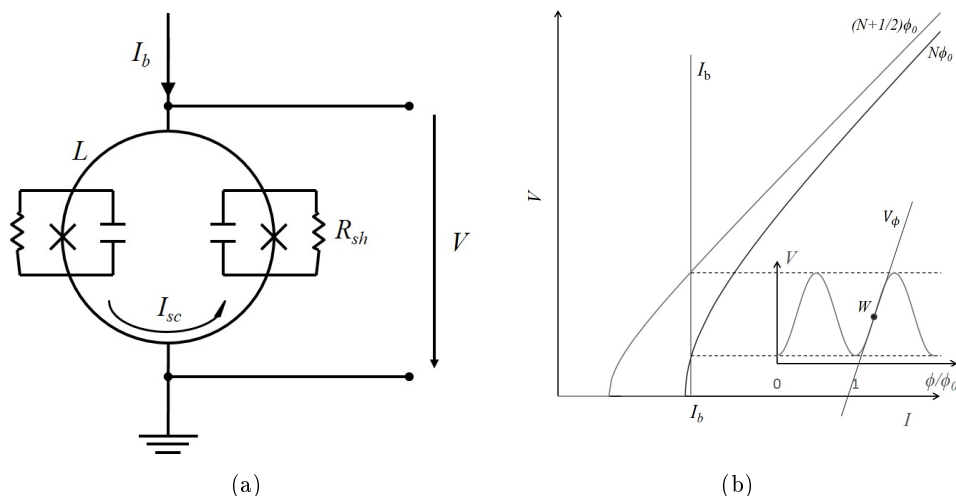 I_b
L
R_sh
V
I_sc
(a)
(N+1/2)ϕ_0
Nϕ_0
I_b
V
V_ϕ
V
W
0
1
ϕ/ϕ_0
I_b
I
(b)